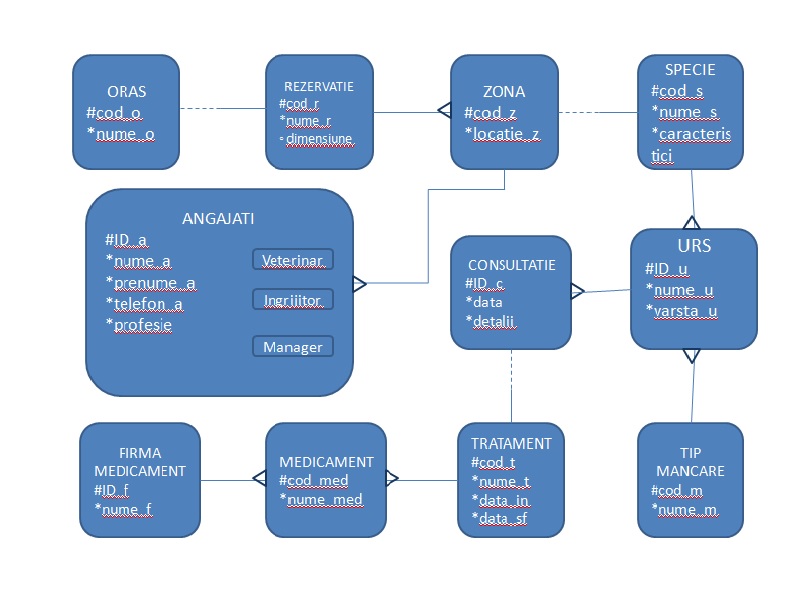 ORAS
#cod_o
*nume_o
REZERVATIE
#cod_r
*nume_r
◦dimensiune
ZONA
#cod_z
*locatie_z
SPECIE
#cod_s
*nume_s
*caracteris
tici
ANGAJATI
#ID_a
*nume_a
*prenume_a
*telefon_a
*profesie
Veterinar
Ingrijitor
Manager
CONSULTATIE
#ID_c
*data
*detalii
URS
#ID_u
*nume_u
*varsta_u
FIRMA
MEDICAMENT
#ID_f
*nume_f
MEDICAMENT
#cod_med
*nume_med
TRATAMENT
#cod_t
*nume_t
*data_in
*data_sf
TIP
MANCARE
#cod_m
*nume_m